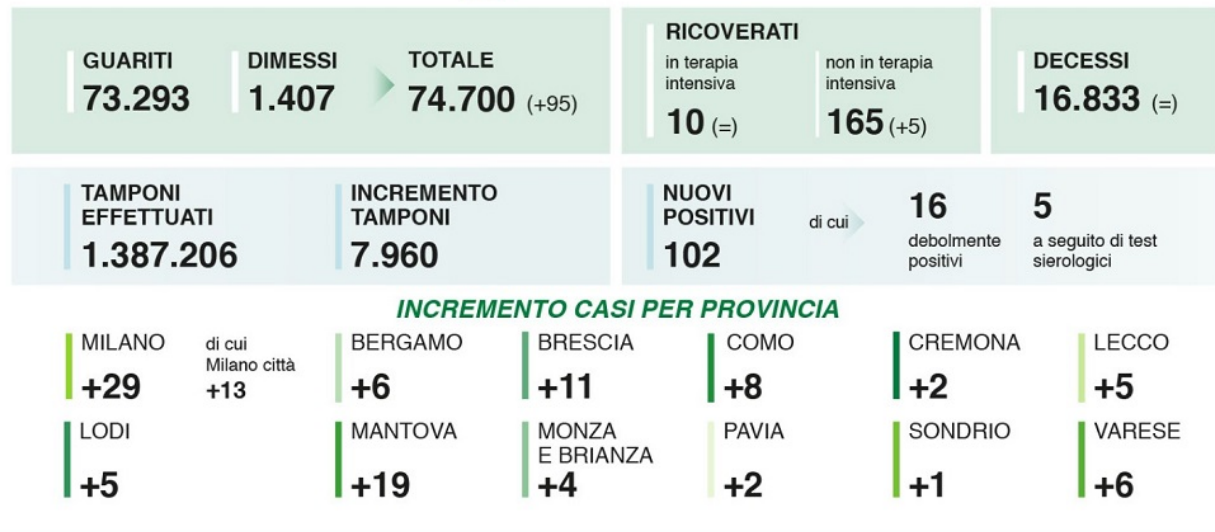 GUARITI
73.293
DIMESSI
1.407
TOTALE
74.700 (+95)
RICOVERATI
in terapia
intensiva
10 (=)
non in terapia
intensiva
165 (+5)
DECESSI
16.833 (=)
TAMPONI
EFFETTUATI
1.387.206
INCREMENTO
TAMPONI
7.960
NUOVI
POSITIVI
102
di cui
16
debolmente
positivi
5
a seguito di test
sierologici
INCREMENTO CASI PER PROVINCIA
MILANO
+29
di cui
Milano città
+13
BERGAMO
+6
BRESCIA
+11
COMO
+8
CREMONA
+2
LECCO
+5
LODI
+5
MANTOVA
+19
MONZA
E BRIANZA
+4
PAVIA
+2
SONDRIO
+1
VARESE
+6